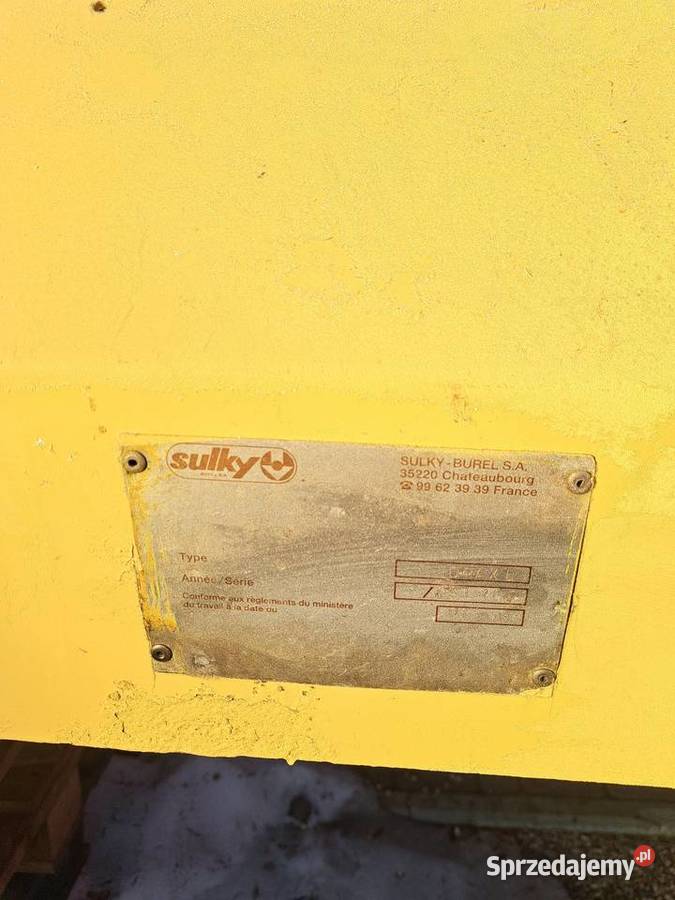 sulky
SULKY-BUREL S.A.
35220 Chateaubourg
☎ 99 62 39 39 France
Type
Année/Série
Conforme aux règlements du ministère
du travail à la date du
Sprzedajemy.pl